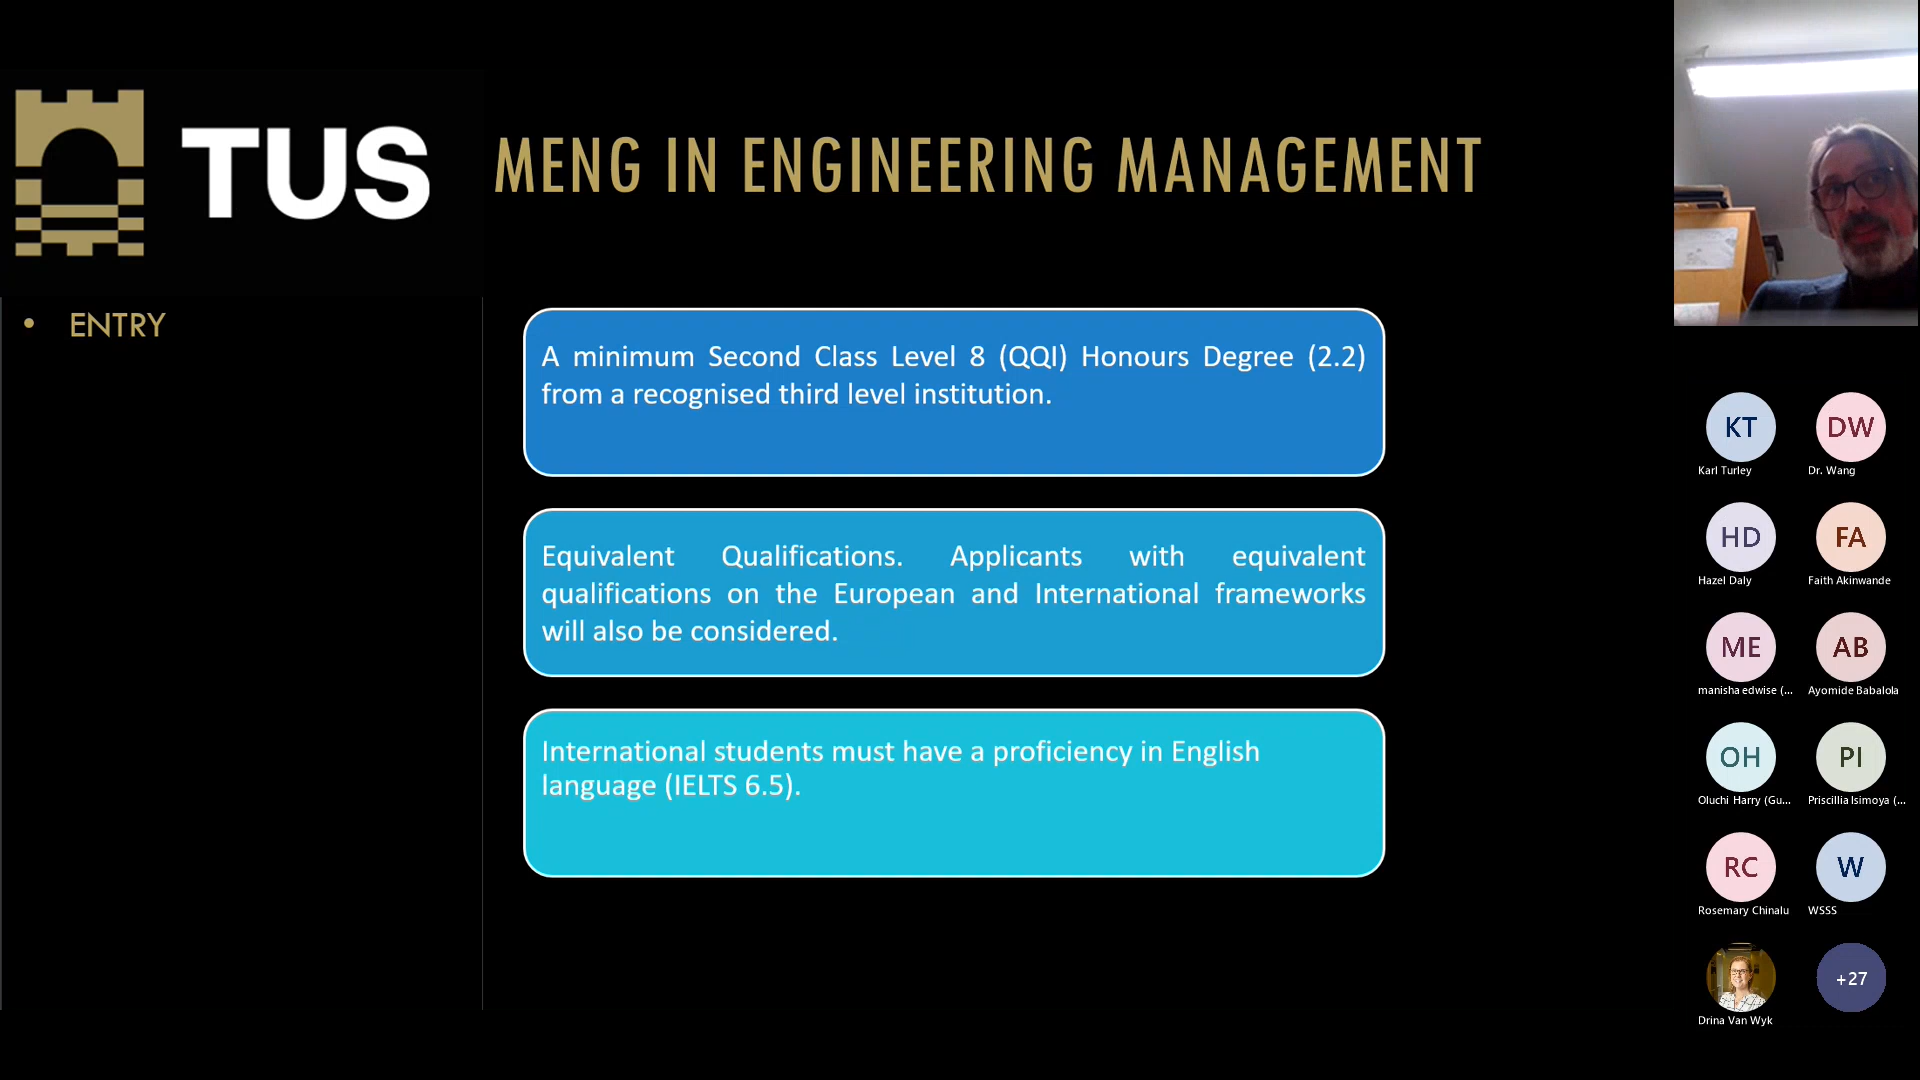 TUS
MENG IN ENGINEERING MANAGEMENT
• ENTRY
A minimum Second Class Level 8 (QQI) Honours Degree (2.2)
from a recognised third level institution.
Equivalent Qualifications. Applicants with equivalent
qualifications on the European and International frameworks
will also be considered.
International students must have a proficiency in English
language (IELTS 6.5).
KT
Karl Turley
DW
Dr. Wang
HD
Hazel Daly
FA
Faith Akinwande
ME
manisha edwise (...
AB
Ayomide Babalola
OH
Oluchi Harry (Gu...
PI
Priscillia Isimoya (...
RC
Rosemary Chinalu
W
WSSS
Drina Van Wyk
+27